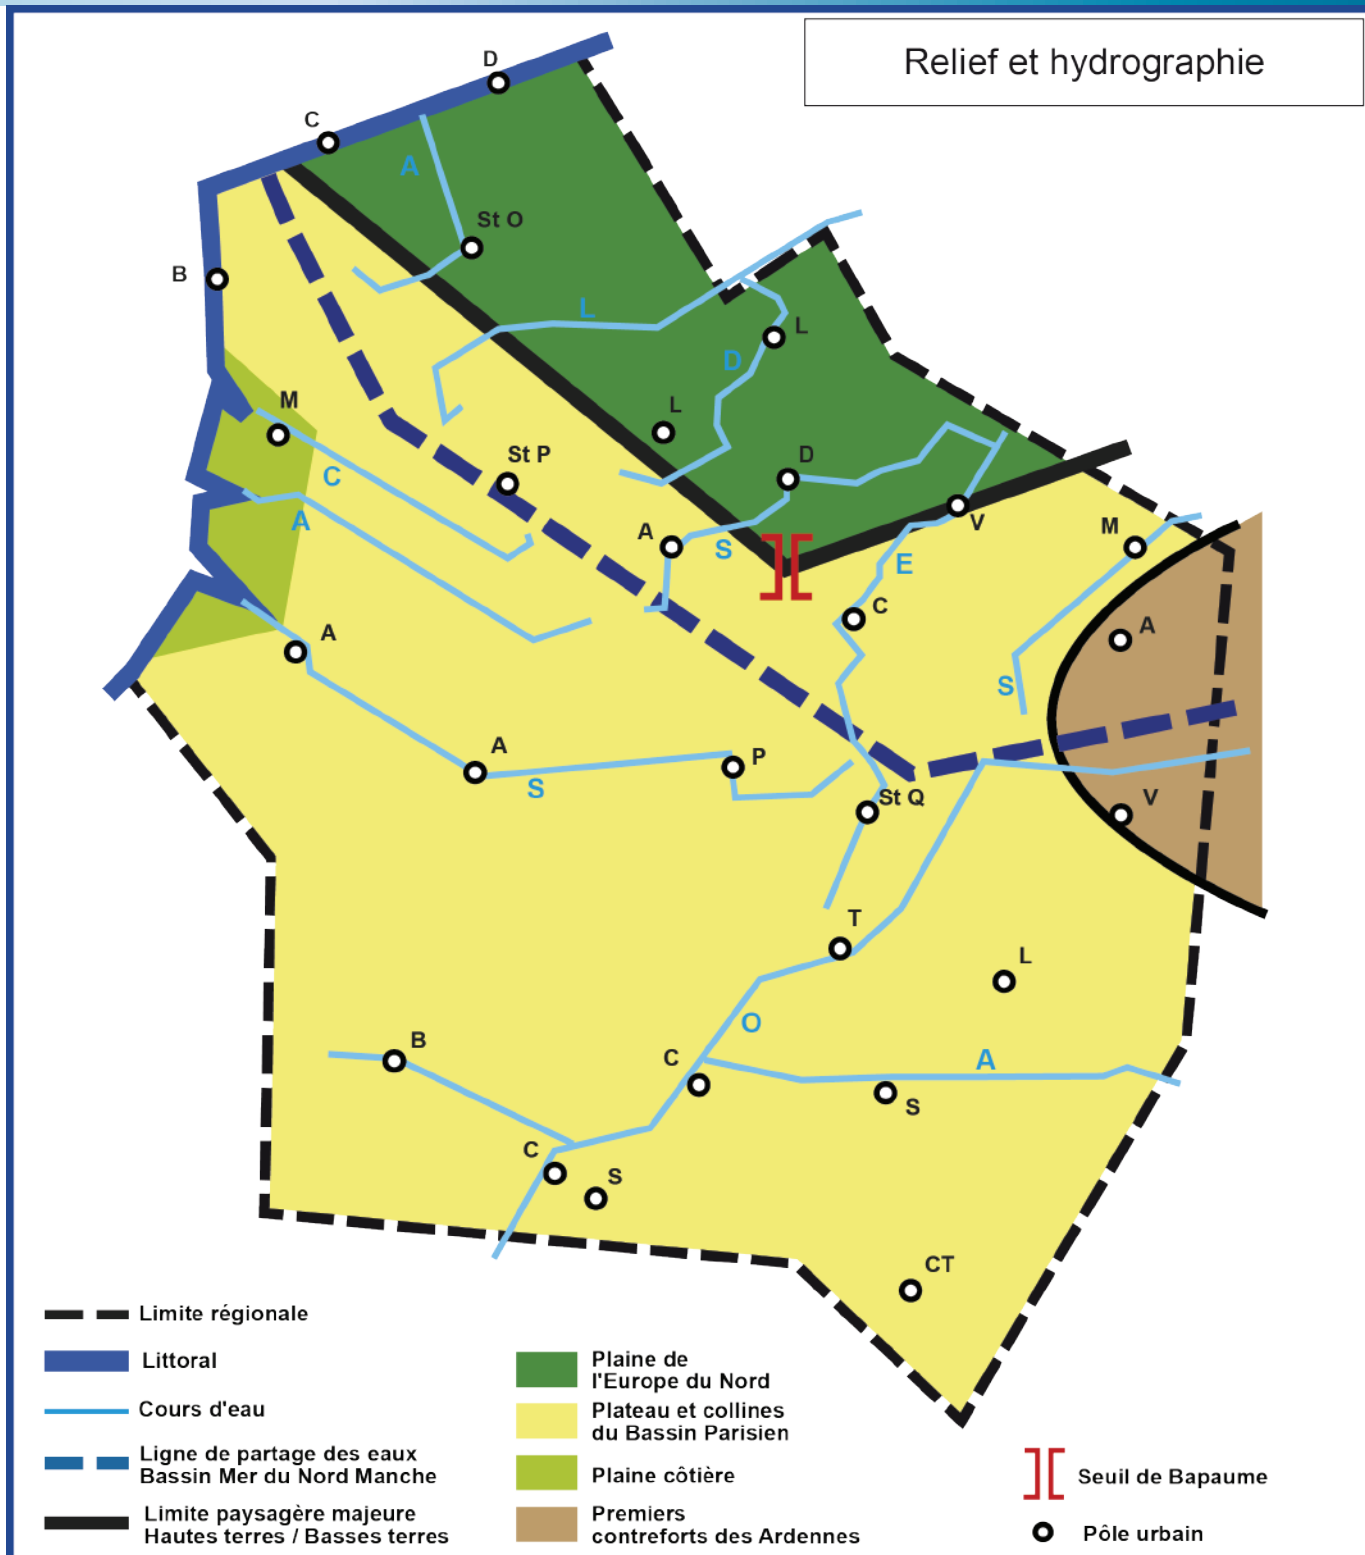 Relief et hydrographie
D
C
A
St O
B
L
L
D
M
L
St P
D
C
A
A
S
V
M
E
C
A
A
S
A
P
S
V
St Q
T
L
O
B
C
A
S
C
S
CT
Limite régionale
Littoral
Cours d'eau
Ligne de partage des eaux
Bassin Mer du Nord Manche
Limite paysagère majeure
Hautes terres / Basses terres
Plaine de
l'Europe du Nord
Plateau et collines
du Bassin Parisien
Plaine côtière
Premiers
contreforts des Ardennes
Seuil de Bapaume
Pôle urbain